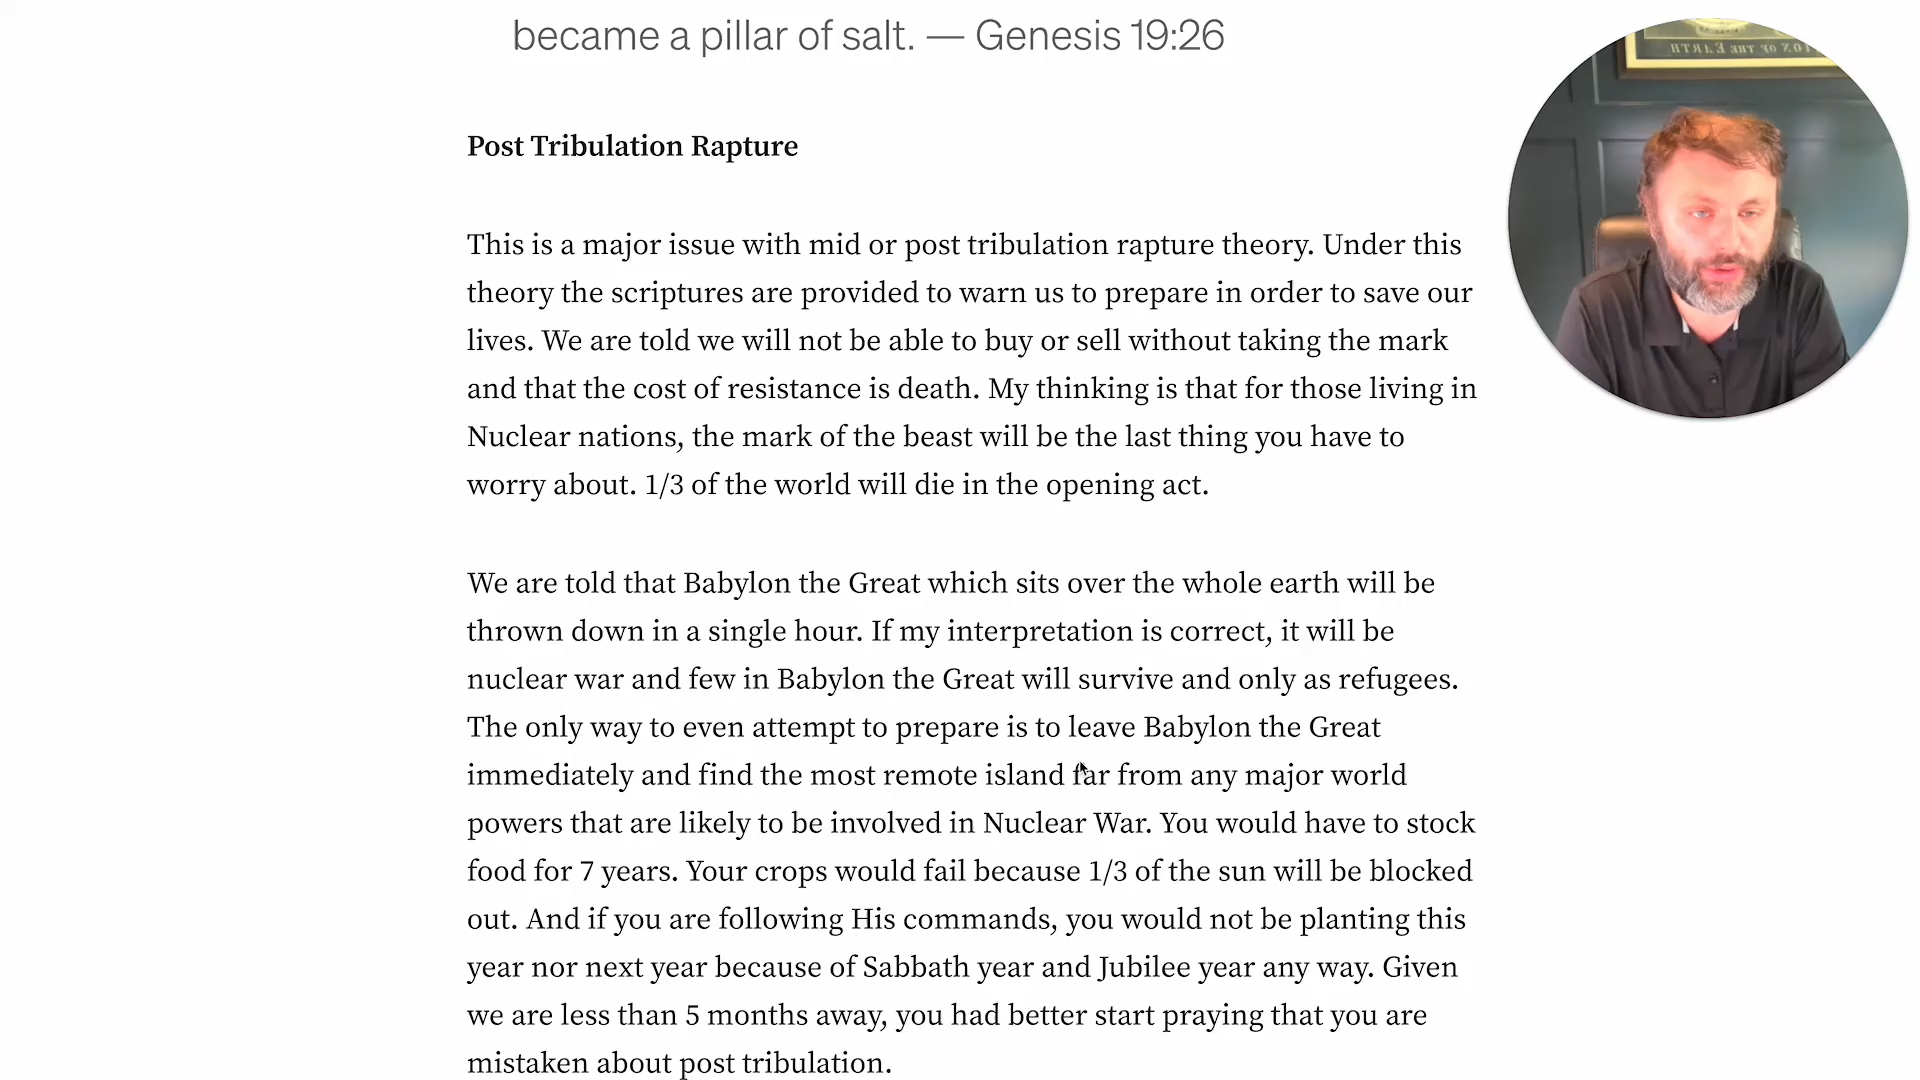 became a pillar of salt. — Genesis 19:26
Post Tribulation Rapture
This is a major issue with mid or post tribulation rapture theory. Under this
theory the scriptures are provided to warn us to prepare in order to save our
lives. We are told we will not be able to buy or sell without taking the mark
and that the cost of resistance is death. My thinking is that for those living in
Nuclear nations, the mark of the beast will be the last thing you have to
worry about. 1/3 of the world will die in the opening act.
We are told that Babylon the Great which sits over the whole earth will be
thrown down in a single hour. If my interpretation is correct, it will be
nuclear war and few in Babylon the Great will survive and only as refugees.
The only way to even attempt to prepare is to leave Babylon the Great
immediately and find the most remote island far from any major world
powers that are likely to be involved in Nuclear War. You would have to stock
food for 7 years. Your crops would fail because 1/3 of the sun will be blocked
out. And if you are following His commands, you would not be planting this
year nor next year because of Sabbath year and Jubilee year any way. Given
we are less than 5 months away, you had better start praying that you are
mistaken about post tribulation.
OF THE EARTH